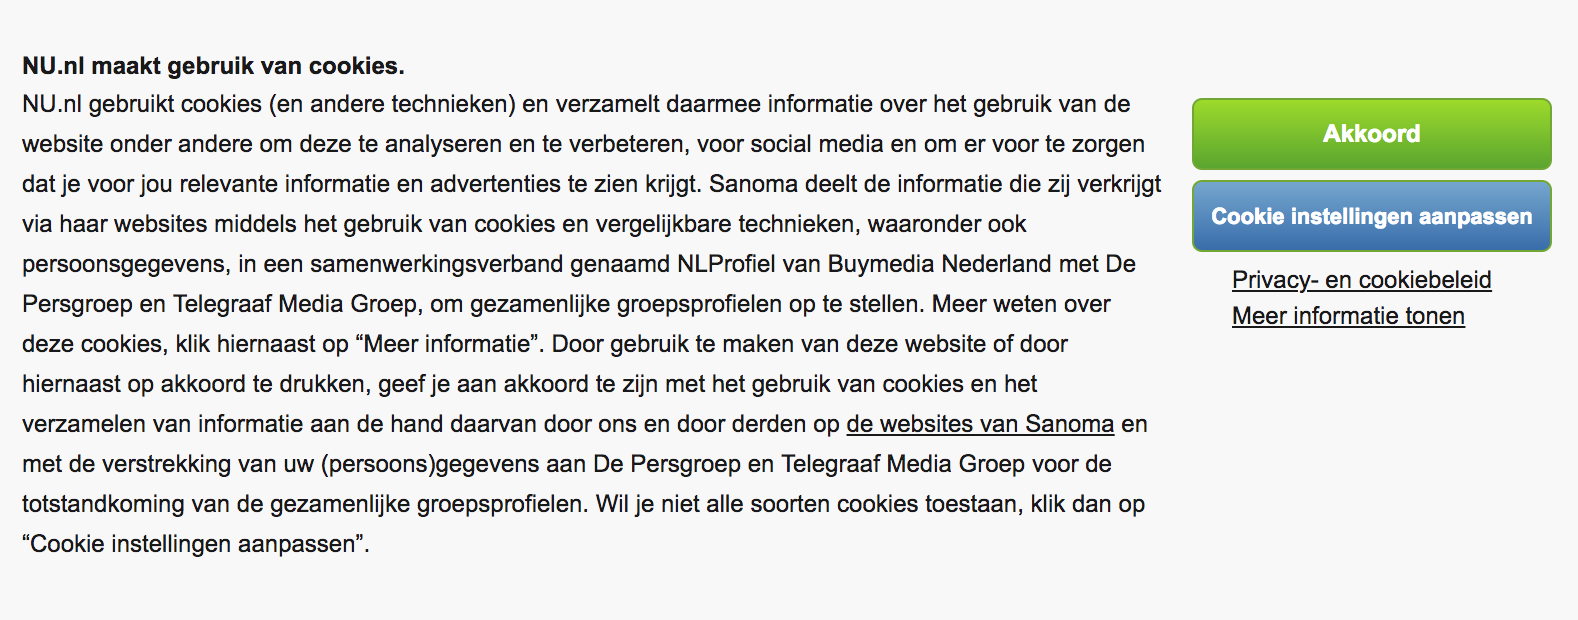 NU.nl maakt gebruik van cookies.
NU.nl gebruikt cookies (en andere technieken) en verzamelt daarmee informatie over het gebruik van de
website onder andere om deze te analyseren en te verbeteren, voor social media en om er voor te zorgen
dat je voor jou relevante informatie en advertenties te zien krijgt. Sanoma deelt de informatie die zij verkrijgt
via haar websites middels het gebruik van cookies en vergelijkbare technieken, waaronder ook
persoonsgegevens, in een samenwerkingsverband genaamd NLProfiel van Buymedia Nederland met De
Persgroep en Telegraaf Media Groep, om gezamenlijke groepsprofielen op te stellen. Meer weten over
deze cookies, klik hiernaast op “Meer informatie”. Door gebruik te maken van deze website of door
hiernaast op akkoord te drukken, geef je aan akkoord te zijn met het gebruik van cookies en het
verzamelen van informatie aan de hand daarvan door ons en door derden op de websites van Sanoma en
met de verstrekking van uw (persoons)gegevens aan De Persgroep en Telegraaf Media Groep voor de
totstandkoming van de gezamenlijke groepsprofielen. Wil je niet alle soorten cookies toestaan, klik dan op
“Cookie instellingen aanpassen”.
Akkoord
Cookie instellingen aanpassen
Privacy- en cookiebeleid
Meer informatie tonen